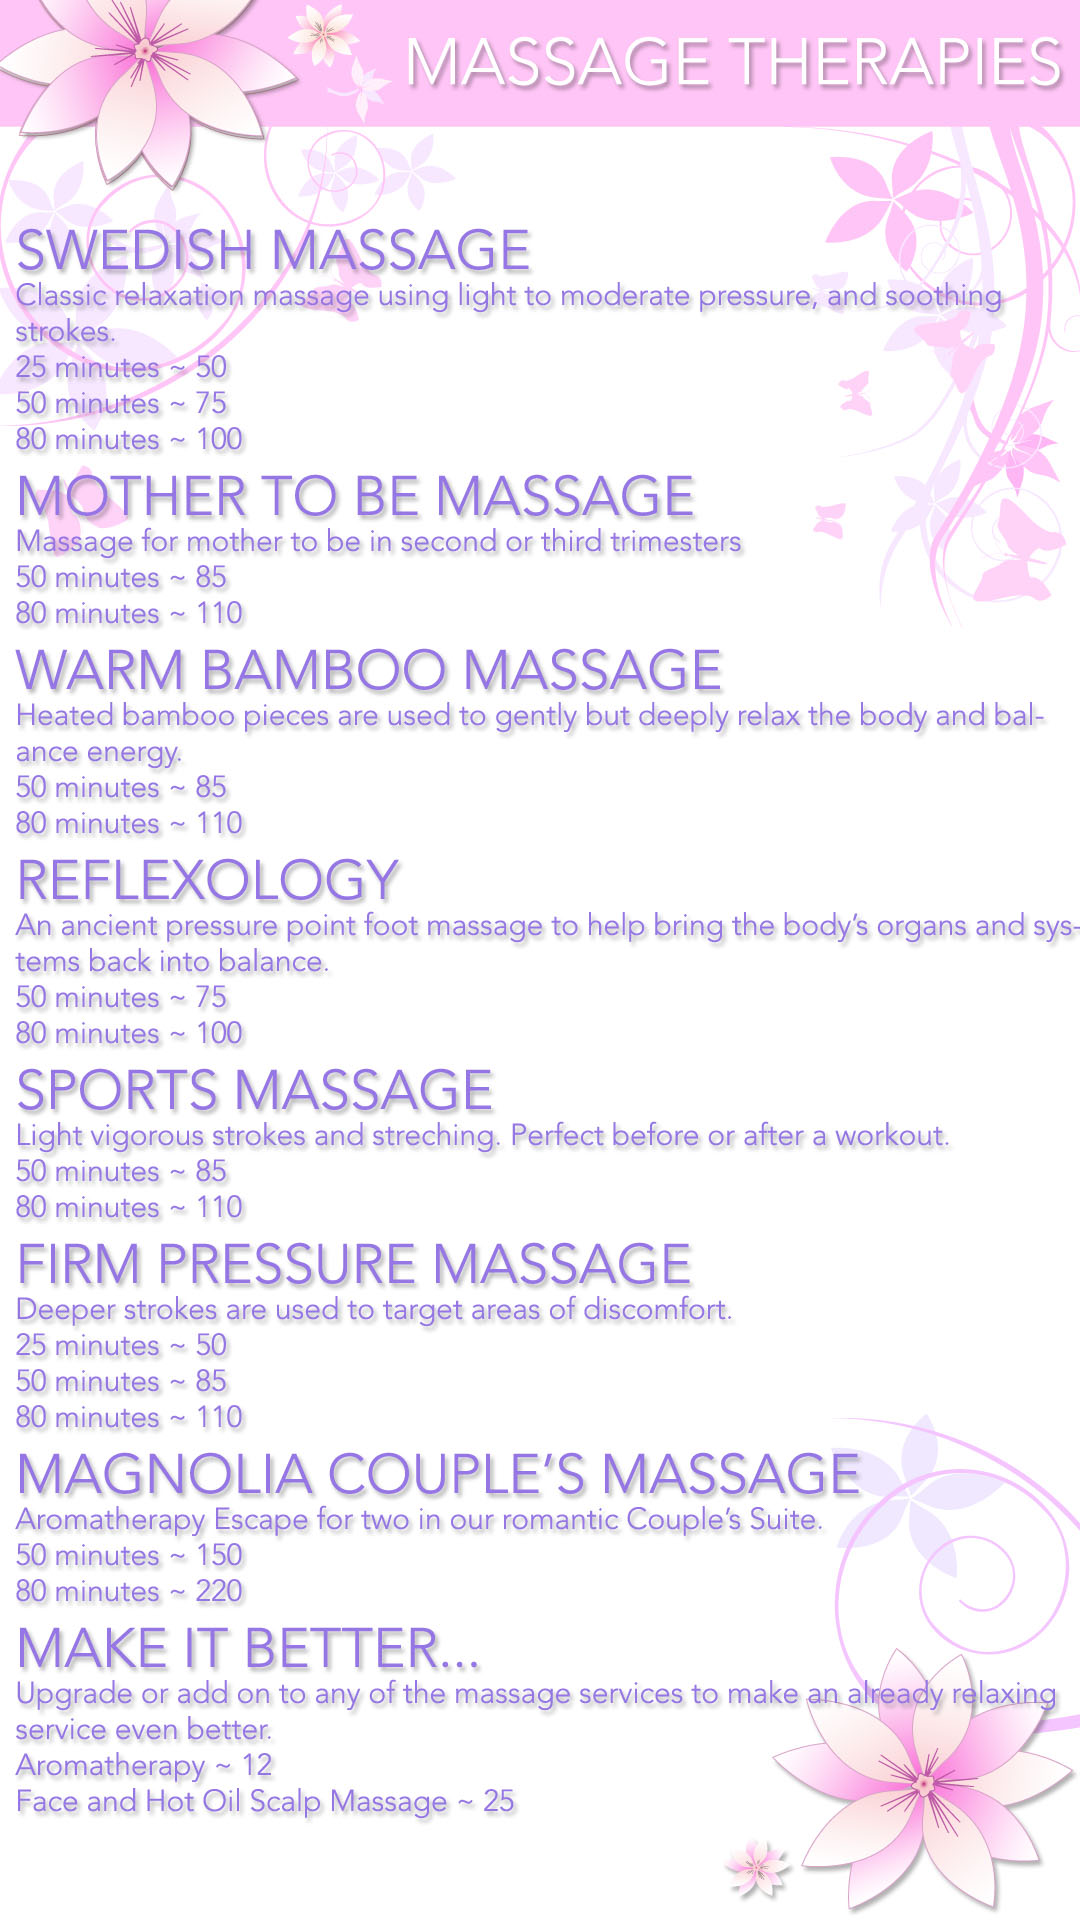 MASSAGE THERAPIES
SWEDISH MASSAGE
Classic relaxation massage using light to moderate pressure, and soothing
strokes.
25 minutes ~ 50
50 minutes ~ 75
80 minutes ~ 100
MOTHER TO BE MASSAGE
Massage for mother to be in second or third trimesters
50 minutes ~ 85
80 minutes ~ 110
WARM BAMBOO MASSAGE
Heated bamboo pieces are used to gently but deeply relax the body and bal-
ance energy.
50 minutes ~ 85
80 minutes ~ 110
REFLEXOLOGY
An ancient pressure point foot massage to help bring the body’s organs and sys-
tems back into balance.
50 minutes ~ 75
80 minutes ~ 100
SPORTS MASSAGE
Light vigorous strokes and streching. Perfect before or after a workout.
50 minutes ~ 85
80 minutes ~ 110
FIRM PRESSURE MASSAGE
Deeper strokes are used to target areas of discomfort.
25 minutes ~ 50
50 minutes ~ 85
80 minutes ~ 110
MAGNOLIA COUPLE’S MASSAGE
Aromatherapy Escape for two in our romantic Couple’s Suite.
50 minutes ~ 150
80 minutes ~ 220
MAKE IT BETTER...
Upgrade or add on to any of the massage services to make an already relaxing
service even better.
Aromatherapy ~ 12
Face and Hot Oil Scalp Massage ~ 25